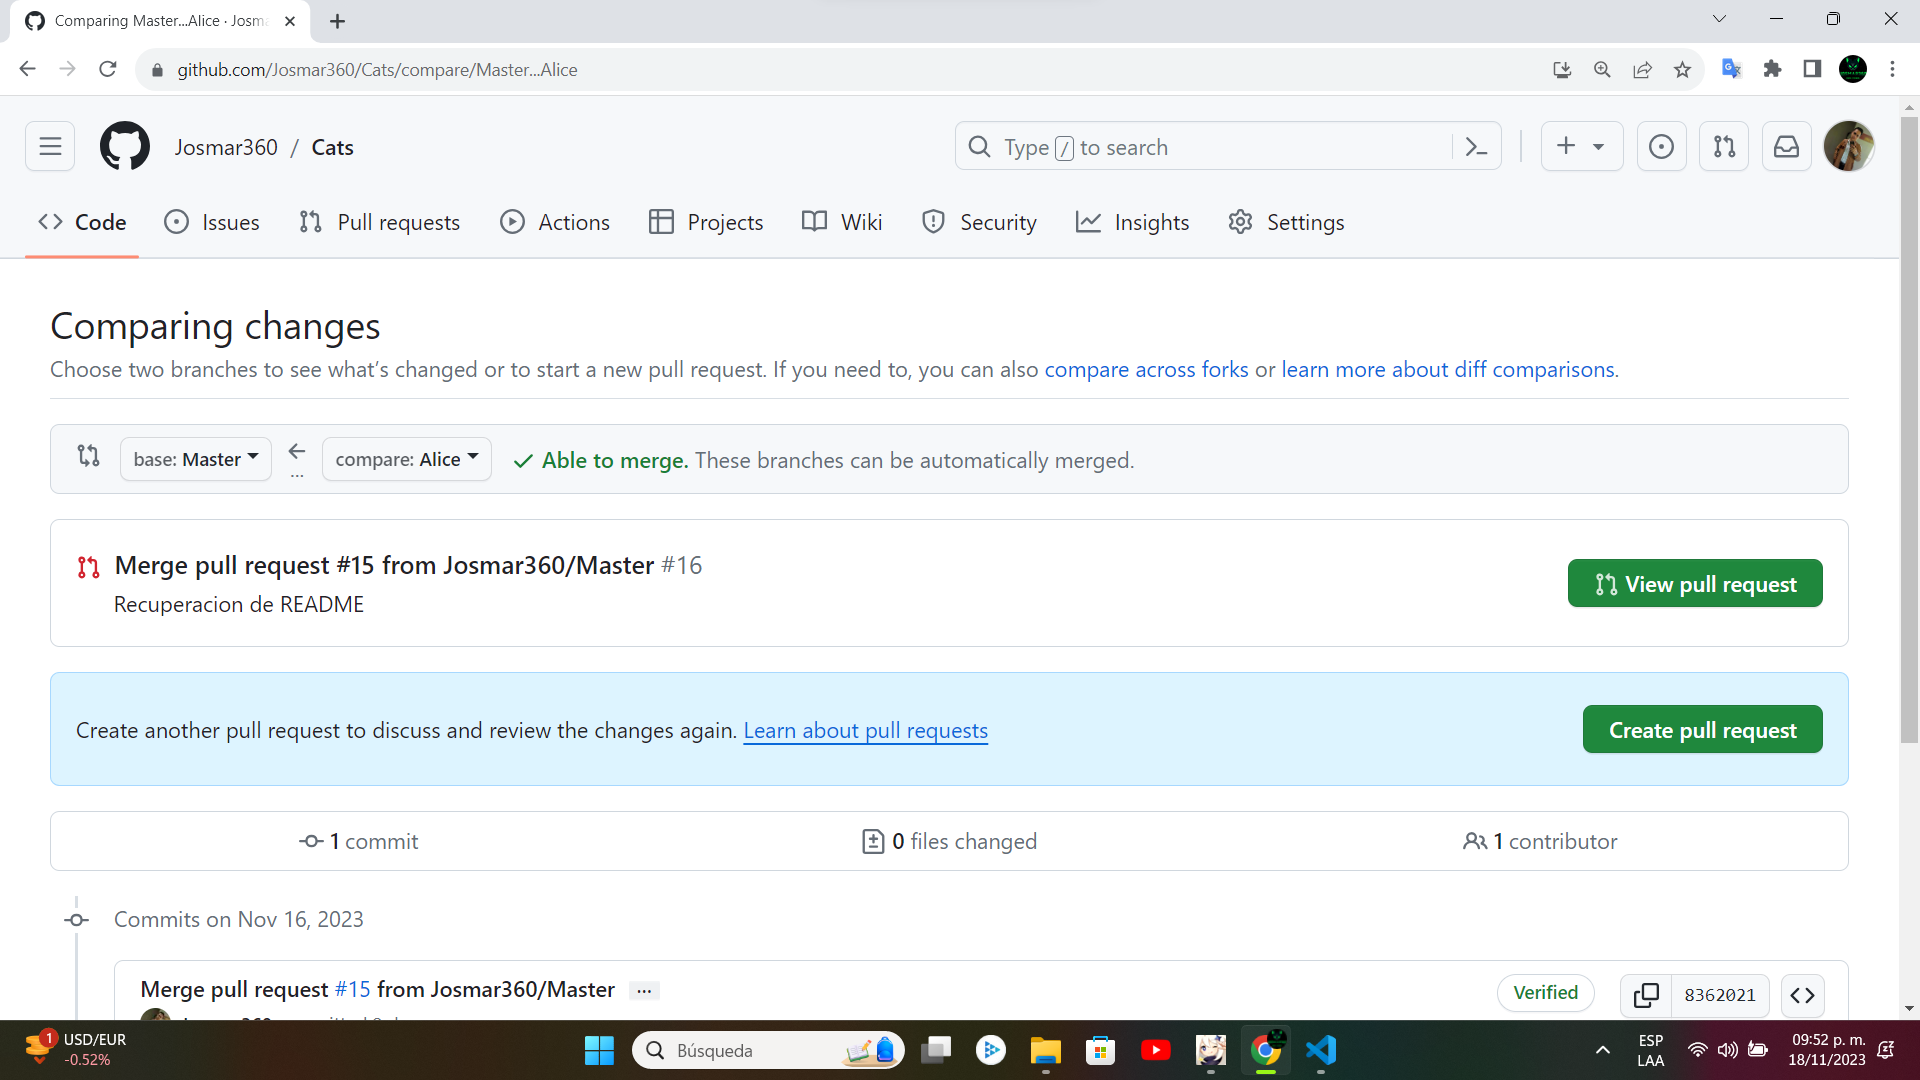 Comparing Master...Alice · Josma
github.com/Josmar360/Cats/compare/Master...Alice
Josmar360 / Cats
Type / to search
Code
Issues
Pull requests
Actions
Projects
Wiki
Security
Insights
Settings
Comparing changes
Choose two branches to see what's changed or to start a new pull request. If you need to, you can also compare across forks or learn more about diff comparisons.
base: Master
...
compare: Alice
Able to merge. These branches can be automatically merged.
Merge pull request #15 from Josmar360/Master #16
Recuperacion de README
View pull request
Create another pull request to discuss and review the changes again. Learn about pull requests
Create pull request
1 commit
0 files changed
1 contributor
Commits on Nov 16, 2023
Merge pull request #15 from Josmar360/Master ...
Verified
8362021
1
USD/EUR
-0.52%
Búsqueda
ESP
LAA
09:52 p. m.
18/11/2023